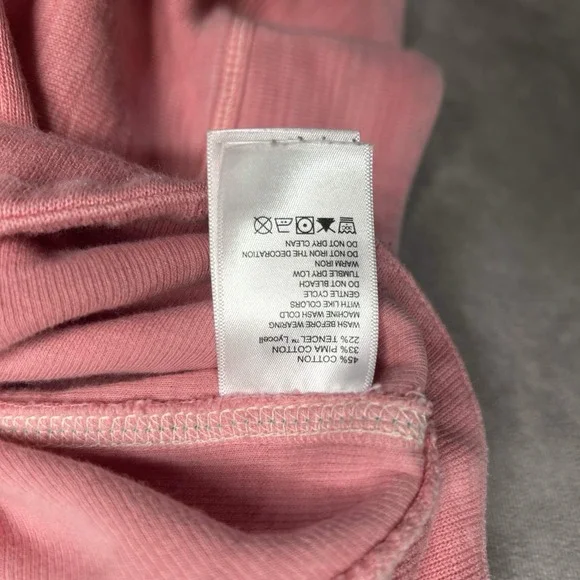 45% COTTON
33% PIMA COTTON
22% TENCEL™ Lyocell
WASH BEFORE WEARING
MACHINE WASH COLD
WITH LIKE COLORS
GENTLE CYCLE
DO NOT BLEACH
TUMBLE DRY LOW
WARM IRON
DO NOT IRON THE DECORATION
DO NOT DRY CLEAN